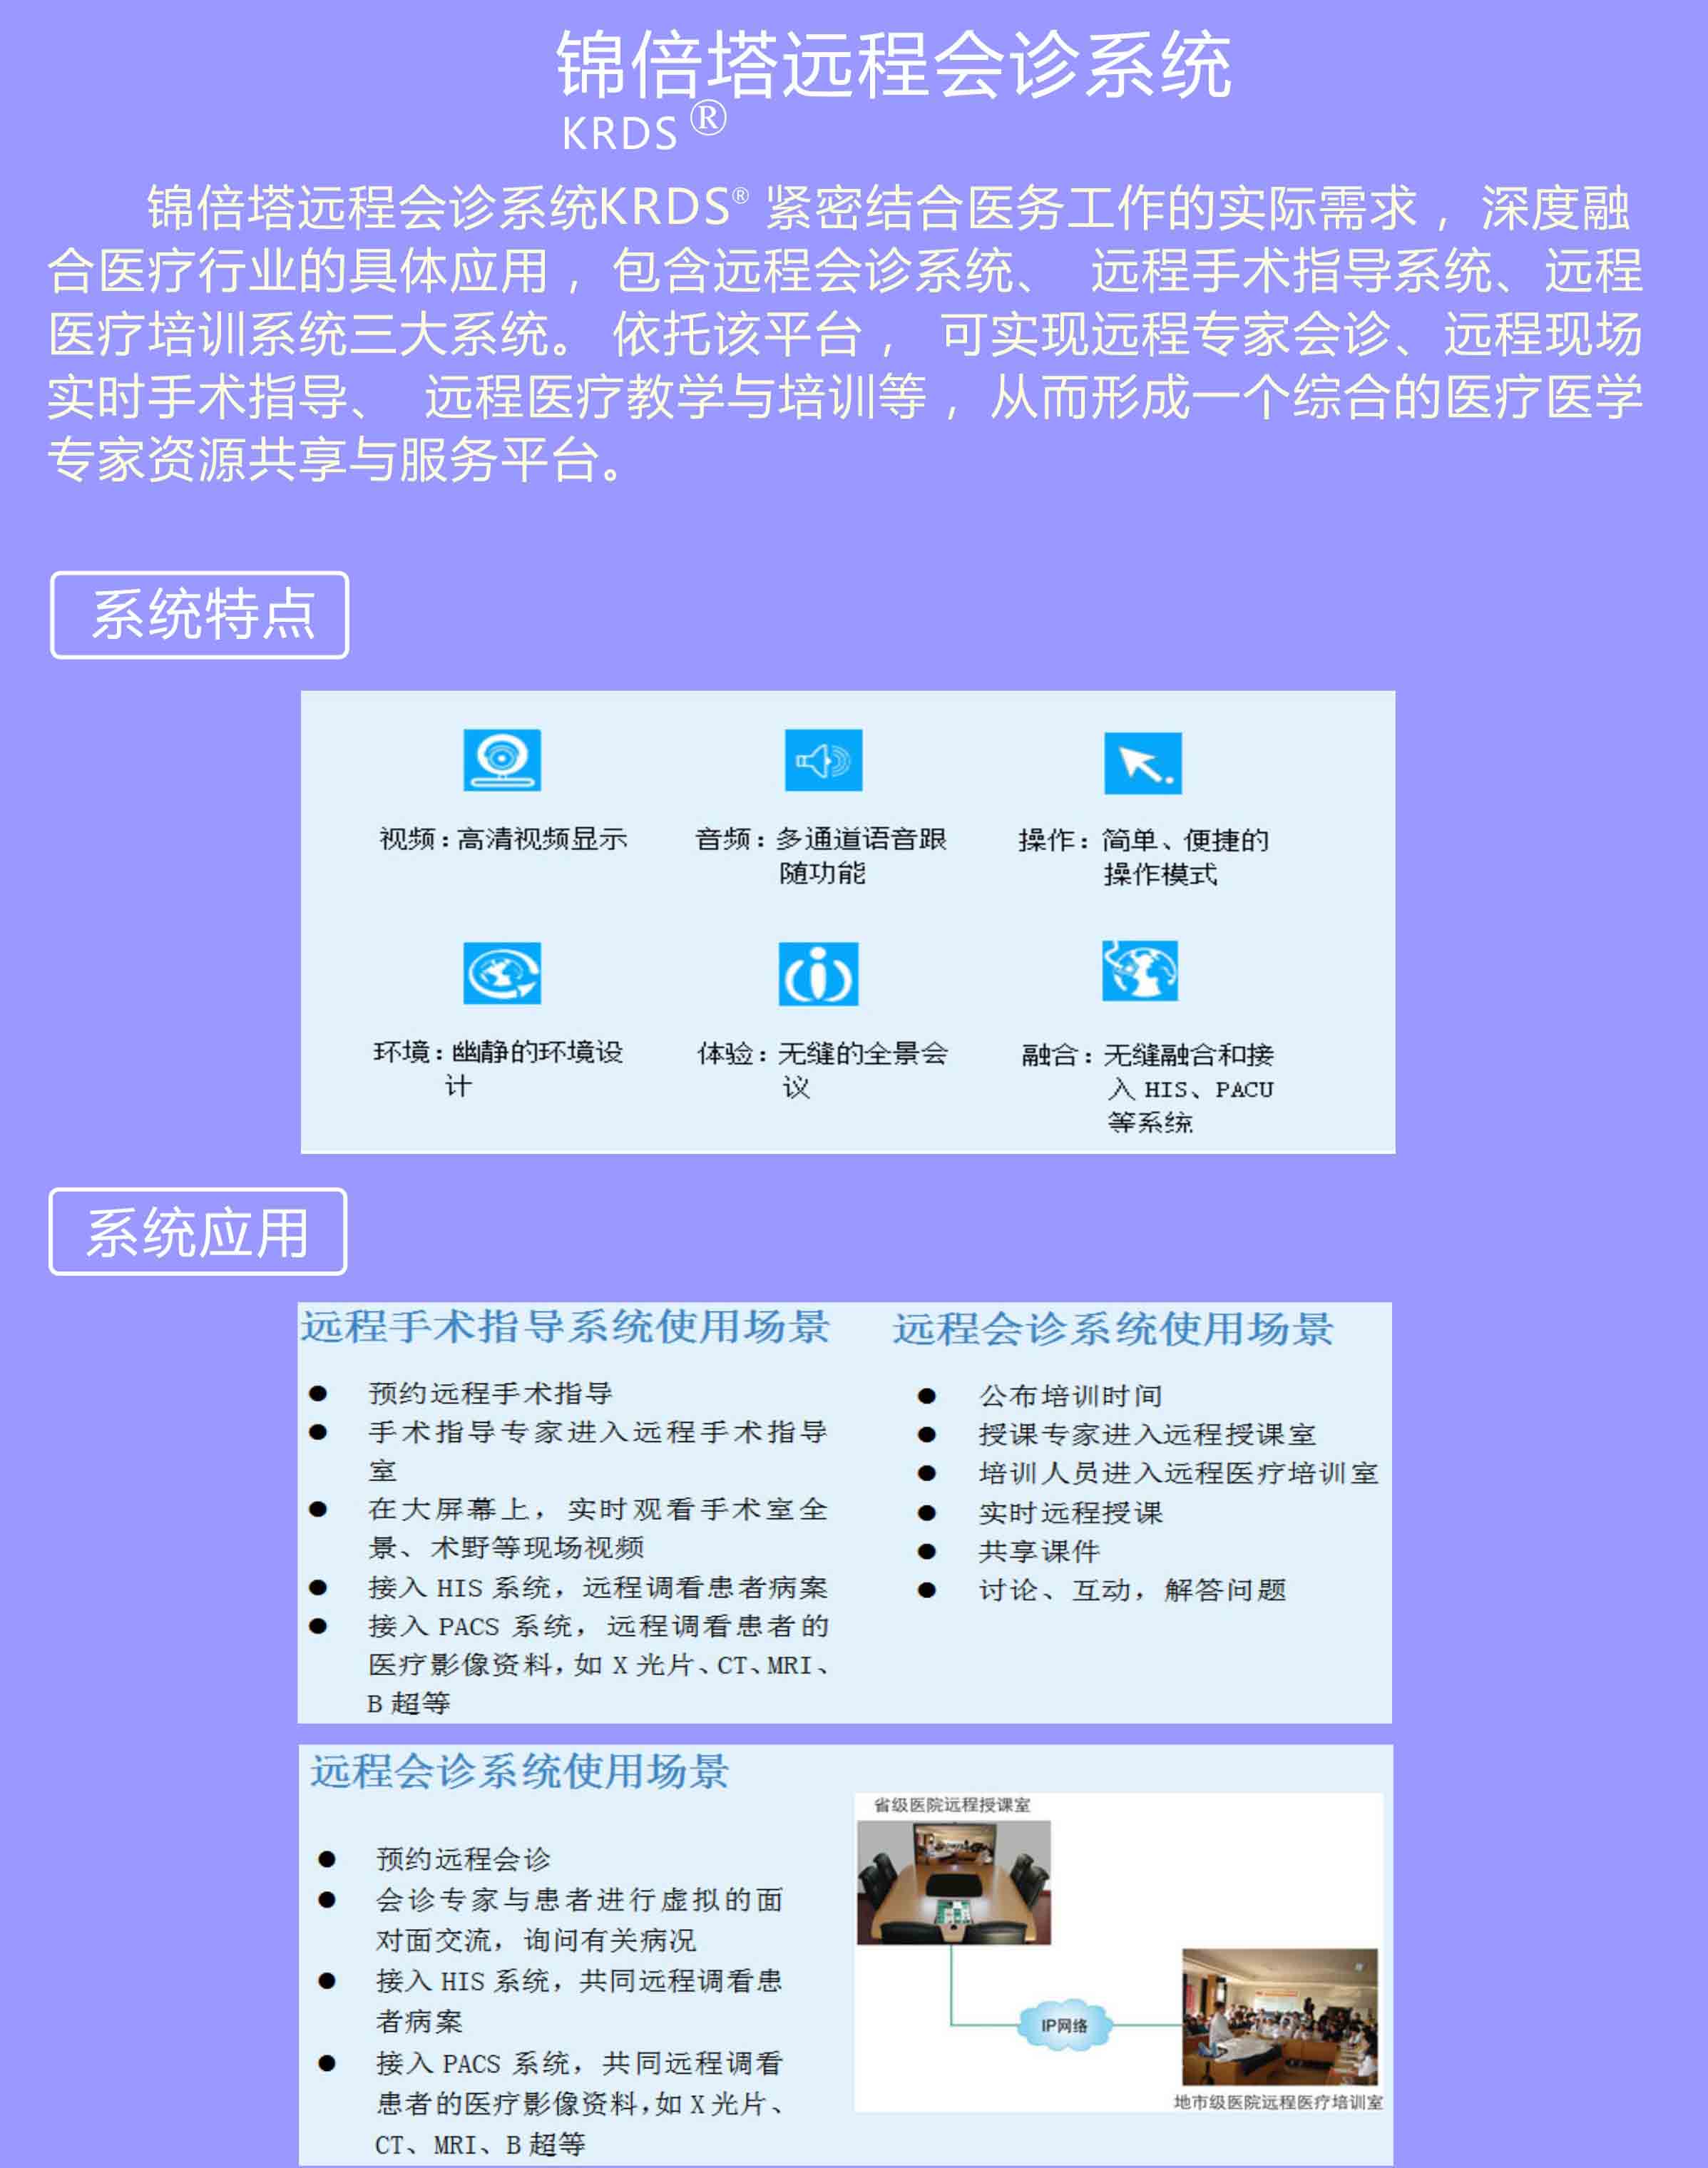 锦倍塔远程会诊系统
KRDS®
锦倍塔远程会诊系统KRDS® 紧密结合医务工作的实际需求，深度融
合医疗行业的具体应用，包含远程会诊系统、 远程手术指导系统、远程
医疗培训系统三大系统。 依托该平台， 可实现远程专家会诊、远程现场
实时手术指导、 远程医疗教学与培训等，从而形成一个综合的医疗医学
专家资源共享与服务平台。
系统特点
视频：高清视频显示
音频：多通道语音跟
随功能
操作：简单、便捷的
操作模式
环境：幽静的环境设
计
体验：无缝的全景会
议
融合：无缝融合和接
入 HIS、PACU
等系统
系统应用
远程手术指导系统使用场景
● 预约远程手术指导
● 手术指导专家进入远程手术指导
室
● 在大屏幕上，实时观看手术室全
景、术野等现场视频
● 接入 HIS 系统，远程调看患者病案
● 接入 PACS 系统，远程调看患者的
医疗影像资料，如 X 光片、CT、MRI、
B 超等
远程会诊系统使用场景
● 公布培训时间
● 授课专家进入远程授课室
● 培训人员进入远程医疗培训室
● 实时远程授课
● 共享课件
● 讨论、互动，解答问题
远程会诊系统使用场景
● 预约远程会诊
● 会诊专家与患者进行虚拟的面
对面交流，询问有关病况
● 接入 HIS 系统，共同远程调看患
者病案
● 接入 PACS 系统，共同远程调看
患者的医疗影像资料，如 X 光片、
CT、MRI、B 超等
省级医院远程授课室
IP网络
地市级医院远程医疗培训室